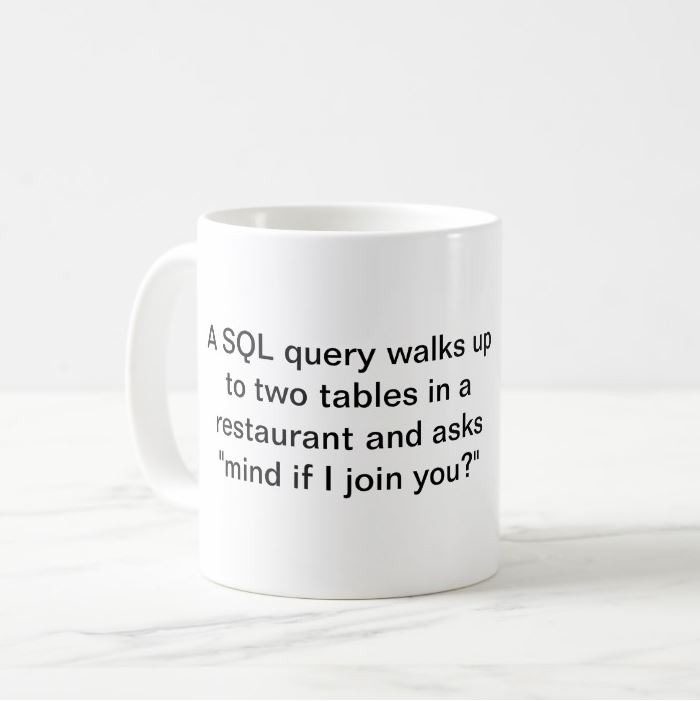 A SQL query walks up
to two tables in a
restaurant and asks
"mind if I join you?"